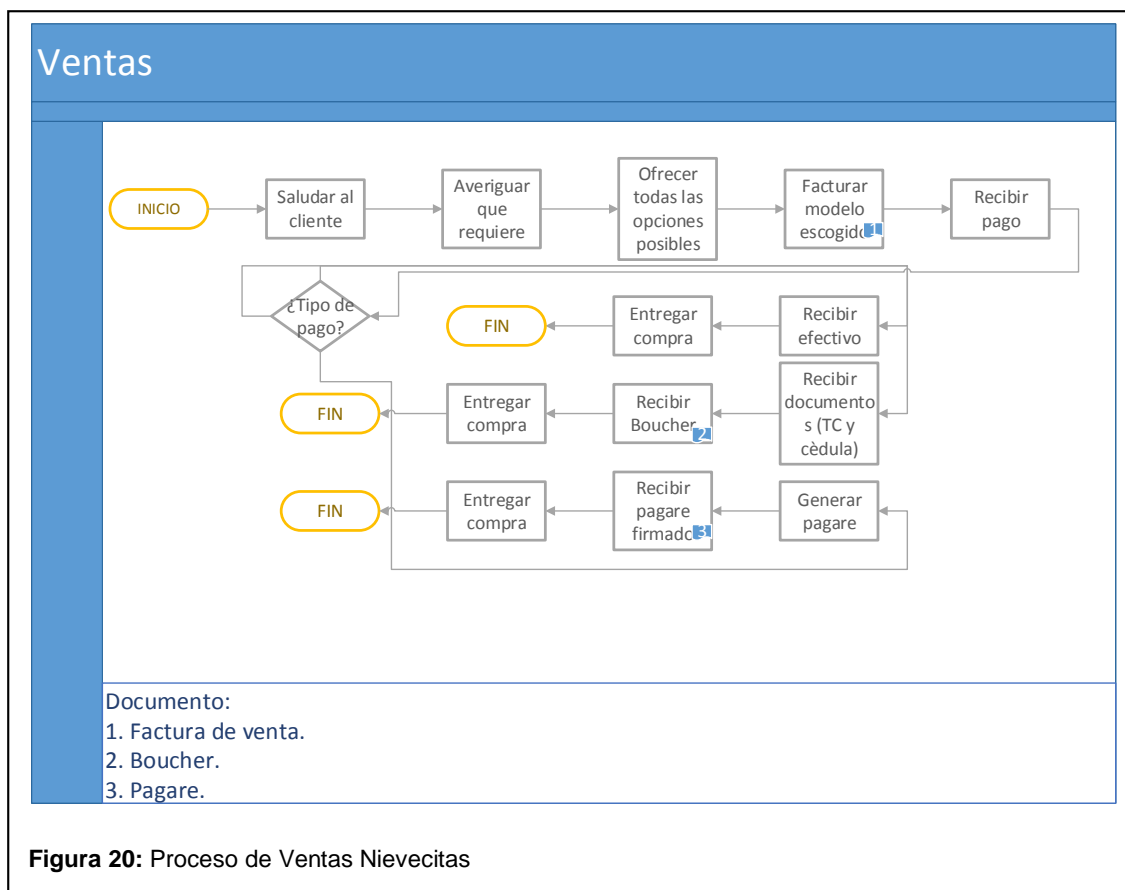 Ventas
INICIO
Saludar al
cliente
Averiguar
que
requiere
Ofrecer
todas las
opciones
posibles
Facturar
modelo
escogido
1
Recibir
pago
¿Tipo de
pago?
FIN
Entregar
compra
Recibir
efectivo
FIN
Entregar
compra
Recibir
Boucher
2
Recibir
documento
s (TC y
cèdula)
FIN
Entregar
compra
Recibir
pagare
firmado
3
Generar
pagare
Documento:
1. Factura de venta.
2. Boucher.
3. Pagare.
Figura 20: Proceso de Ventas Nievecitas